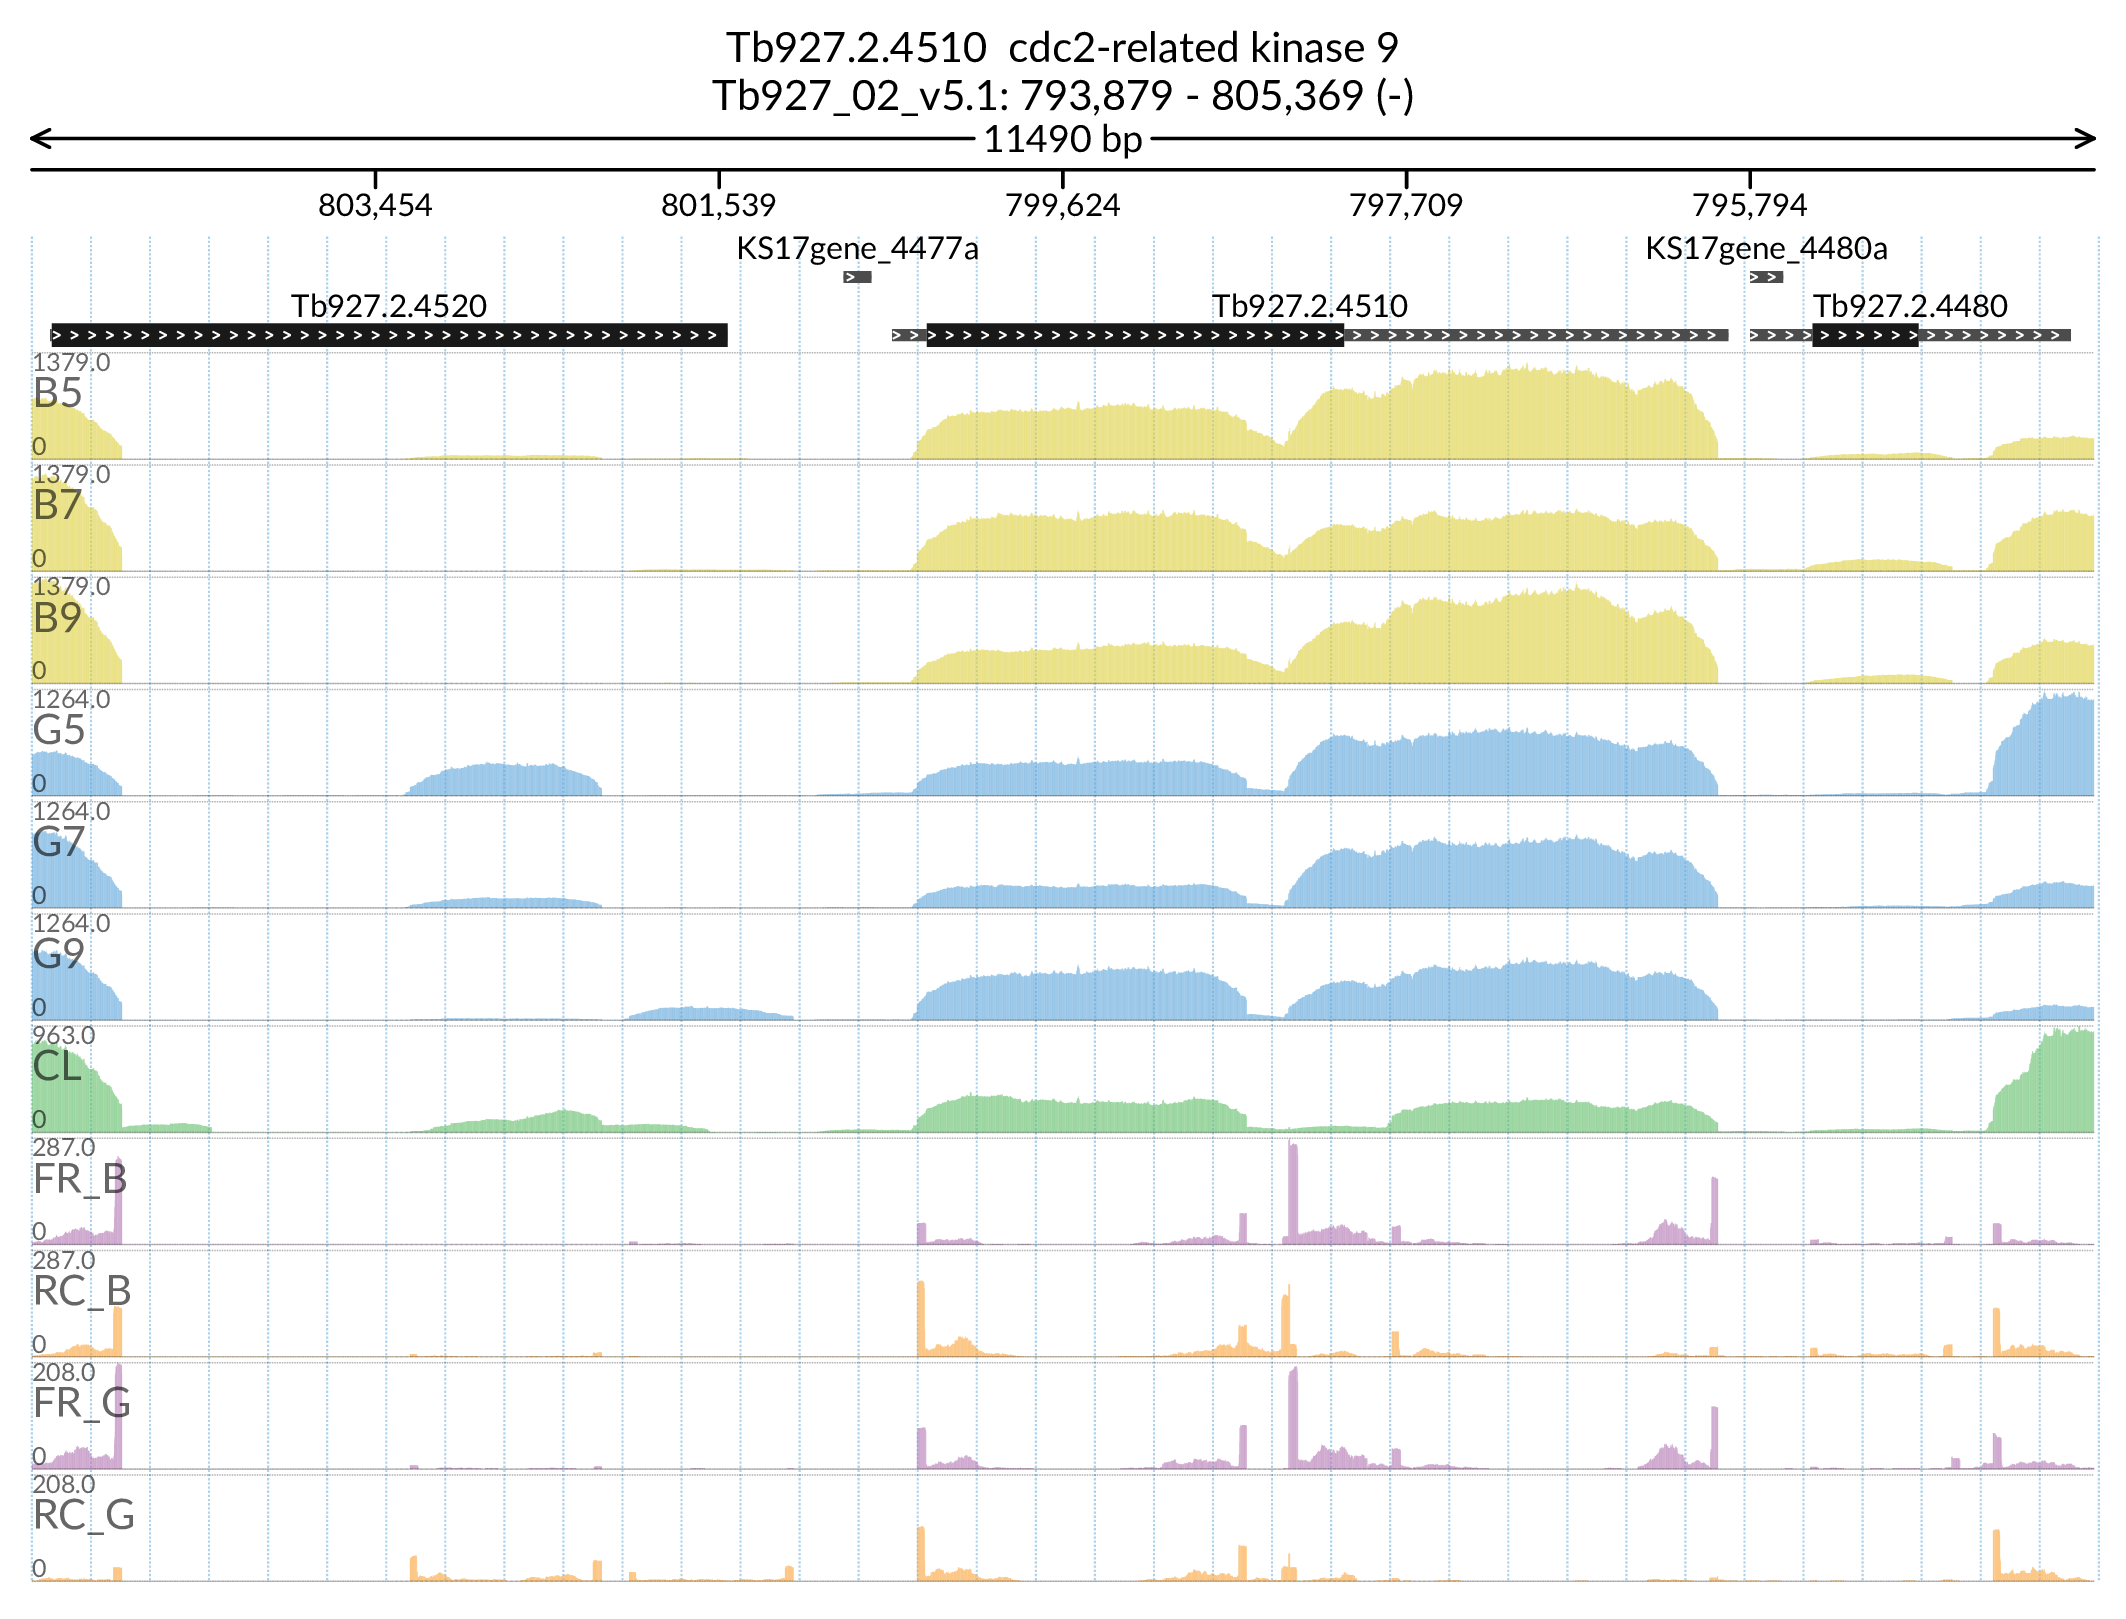 Tb927.2.4510 cdc2-related kinase 9
Tb927_02_v5.1: 793,879 - 805,369 (-)
11490 bp
803,454 801,539 799,624 797,709 795,794
KS17gene_4477a KS17gene_4480a
Tb927.2.4520 Tb927.2.4510 Tb927.2.4480
1379.0
B5
0
1379.0
B7
0
1379.0
B9
0
1264.0
G5
0
1264.0
G7
0
1264.0
G9
0
963.0
CL
0
287.0
FR_B
0
287.0
RC_B
0
208.0
FR_G
0
208.0
RC_G
0